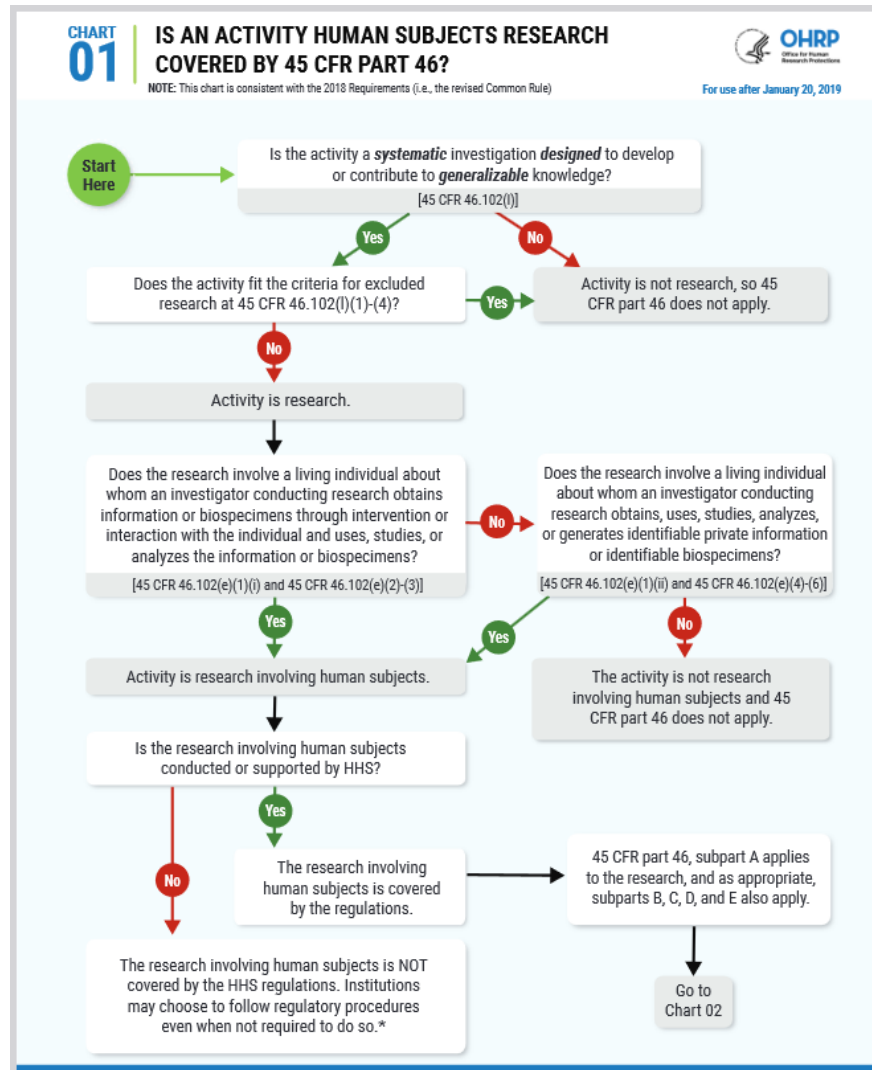 CHART
01
IS AN ACTIVITY HUMAN SUBJECTS RESEARCH
COVERED BY 45 CFR PART 46?
NOTE: This chart is consistent with the 2018 Requirements (i.e., the revised Common Rule)
OHRP
Office for Human
Research Protections
For use after January 20, 2019
Start
Here
Is the activity a systematic investigation designed to develop
or contribute to generalizable knowledge?
[45 CFR 46.102(l)]
Yes
No
Does the activity fit the criteria for excluded
research at 45 CFR 46.102(l)(1)-(4)?
Yes
Activity is not research, so 45
CFR part 46 does not apply.
No
Activity is research.
Does the research involve a living individual about
whom an investigator conducting research obtains
information or biospecimens through intervention or
interaction with the individual and uses, studies, or
analyzes the information or biospecimens?
[45 CFR 46.102(e)(1)(i) and 45 CFR 46.102(e)(2)-(3)]
No
Does the research involve a living individual
about whom an investigator conducting
research obtains, uses, studies, analyzes,
or generates identifiable private information
or identifiable biospecimens?
[45 CFR 46.102(e)(1)(ii) and 45 CFR 46.102(e)(4)-(6)]
Yes
Yes
No
Activity is research involving human subjects.
The activity is not research
involving human subjects and 45
CFR part 46 does not apply.
Is the research involving human subjects
conducted or supported by HHS?
Yes
No
The research involving
human subjects is covered
by the regulations.
45 CFR part 46, subpart A applies
to the research, and as appropriate,
subparts B, C, D, and E also apply.
The research involving human subjects is NOT
covered by the HHS regulations. Institutions
may choose to follow regulatory procedures
even when not required to do so.*
Go to
Chart 02